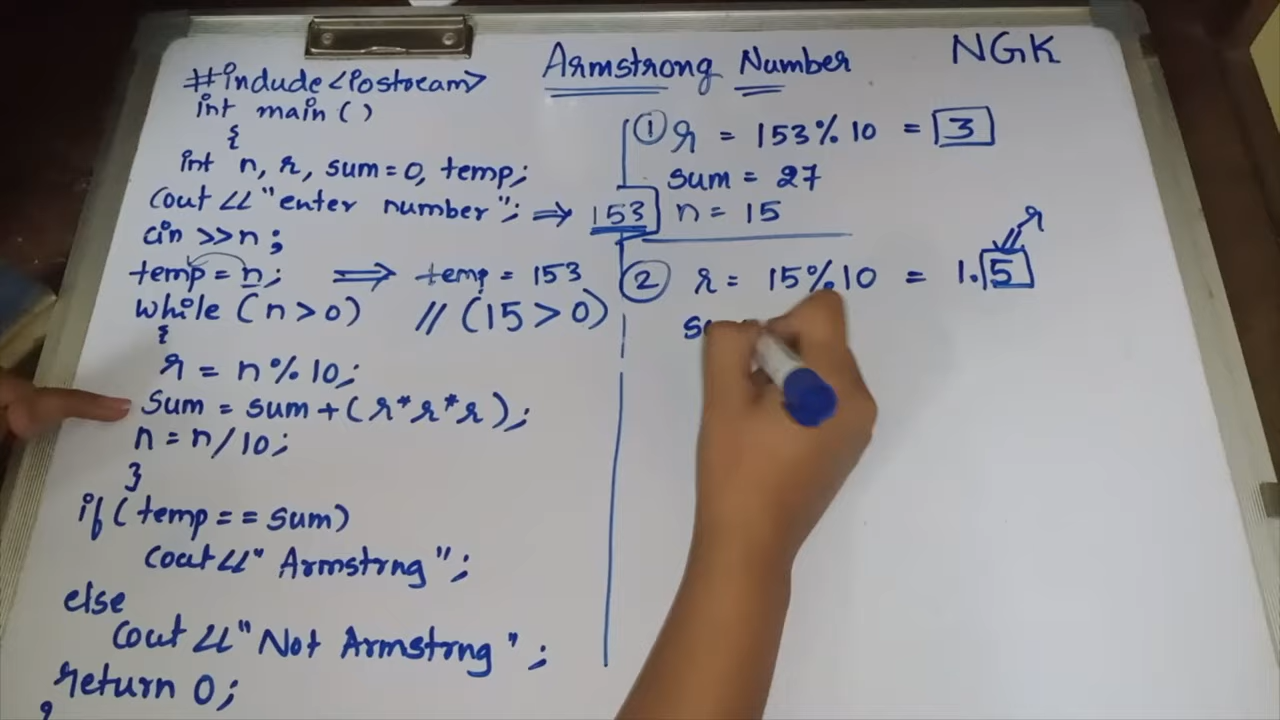 Armstrong Number
NGK
#include<iostream>
int main ()
{
int n, r, sum=0, temp;
cout << "enter number"; ⇒ 153
cin >>n;
temp = n; ⇒ temp = 153
while (n>0) // (15>0)
{
r = n%10;
Sum = sum+(r*r*r);
n=n/10;
}
if(temp==sum)
cout<<" Armstrng";
else
cout<<"Not Armstrng";
return 0;
① r = 153%10 = 3
sum = 27
n = 15
r
② r = 15%10 = 1.5